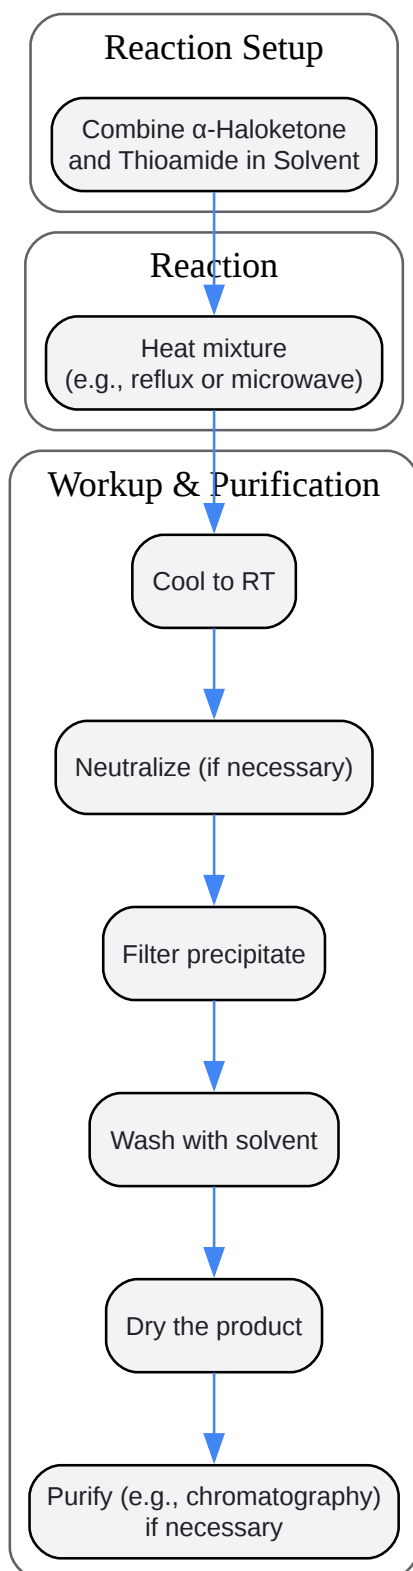 Reaction Setup
Combine α-Haloketone
and Thioamide in Solvent
Reaction
Heat mixture
(e.g., reflux or microwave)
Workup & Purification
Cool to RT
Neutralize (if necessary)
Filter precipitate
Wash with solvent
Dry the product
Purify (e.g., chromatography)
if necessary